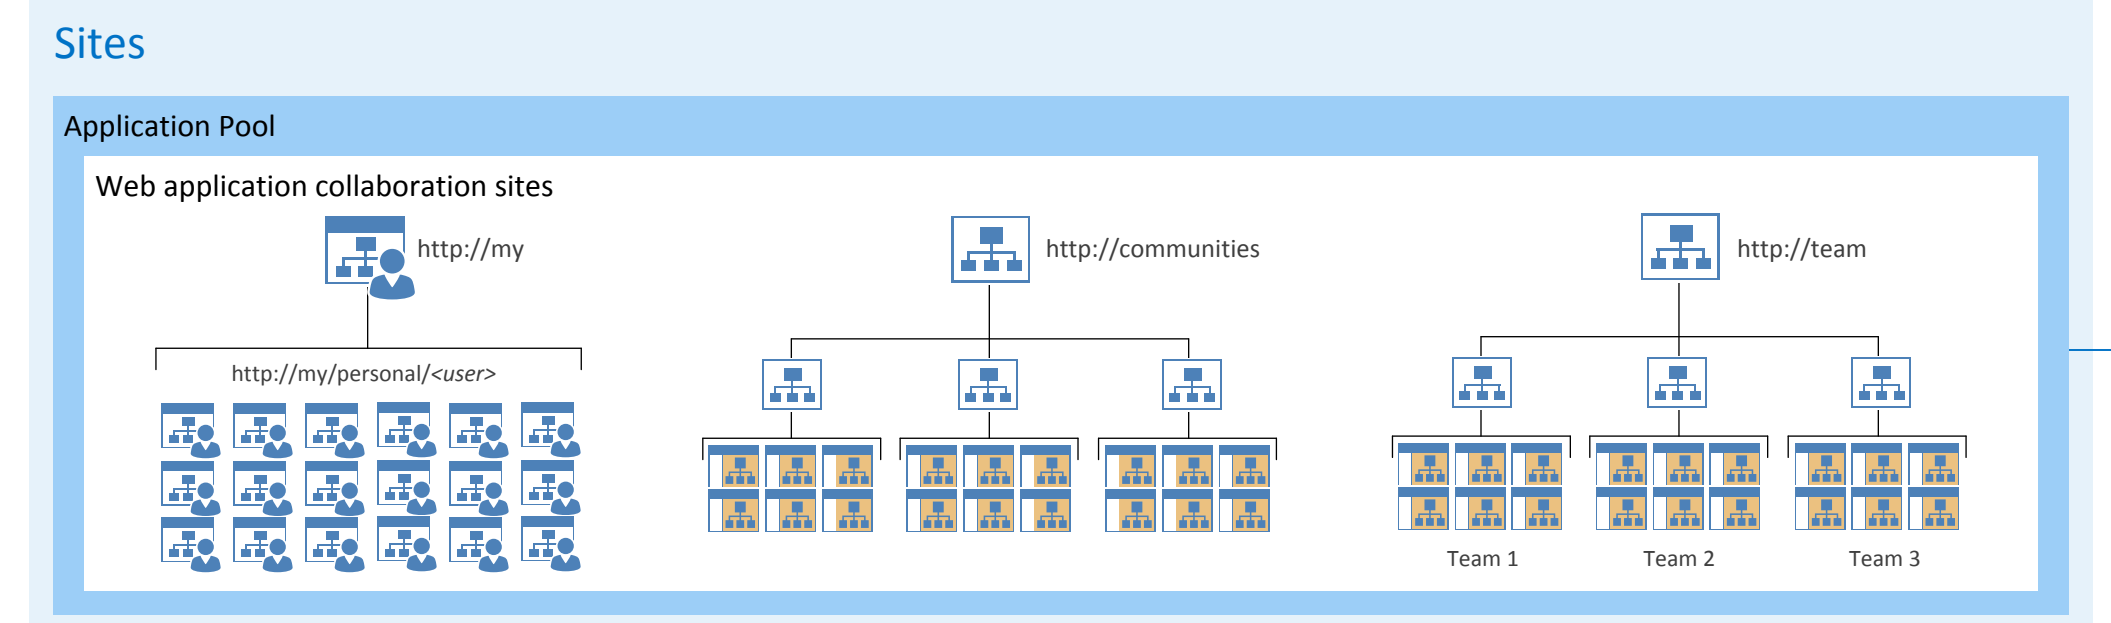 Sites
Application Pool
Web application collaboration sites
http://my
http://communities
http://team
http://my/personal/<user>
Team 1
Team 2
Team 3